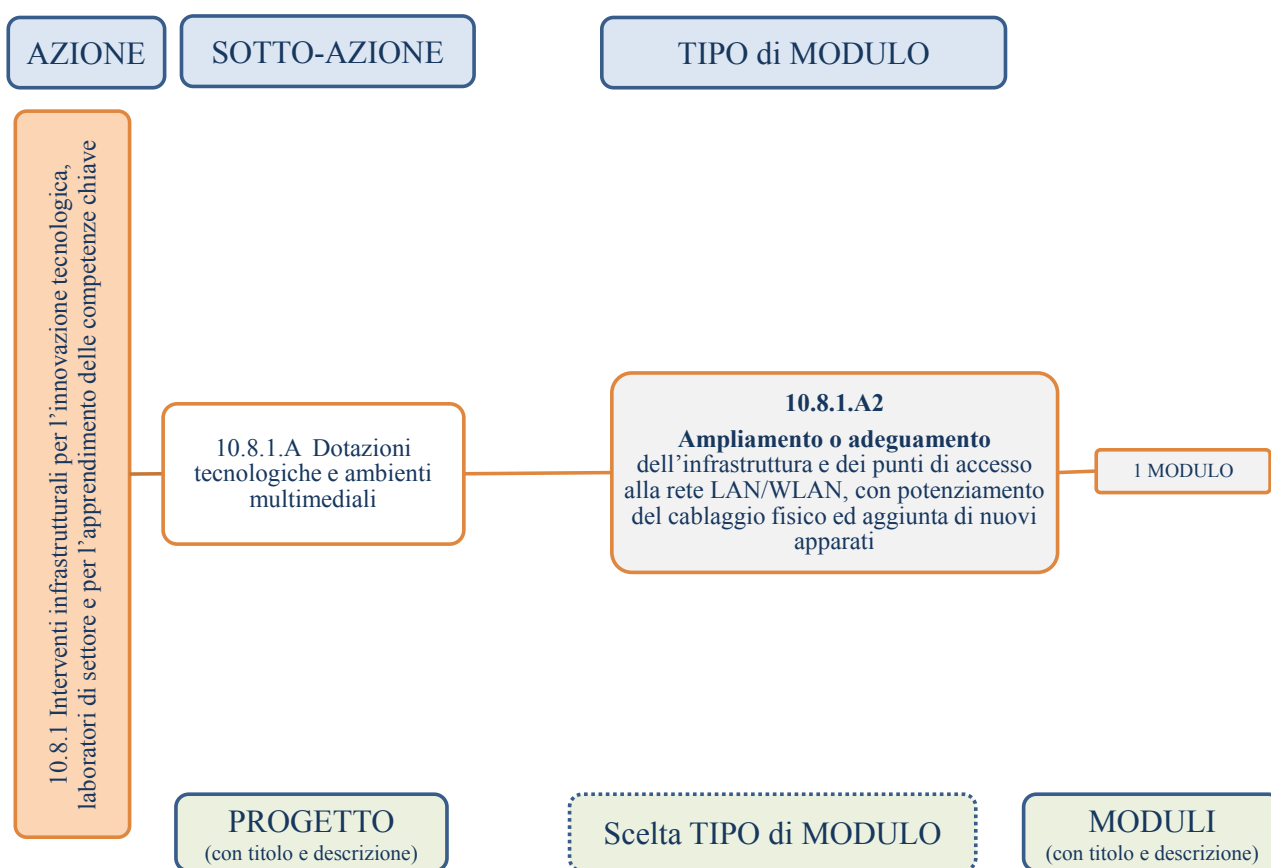 AZIONE
SOTTO-AZIONE
TIPO di MODULO
10.8.1 Interventi infrastrutturali per l'innovazione tecnologica,
laboratori di settore e per l'apprendimento delle competenze chiave
10.8.1.A Dotazioni
tecnologiche e ambienti
multimediali
10.8.1.A2
Ampliamento o adeguamento
dell'infrastruttura e dei punti di accesso
alla rete LAN/WLAN, con potenziamento
del cablaggio fisico ed aggiunta di nuovi
apparati
1 MODULO
PROGETTO
(con titolo e descrizione)
Scelta TIPO di MODULO
MODULI
(con titolo e descrizione)